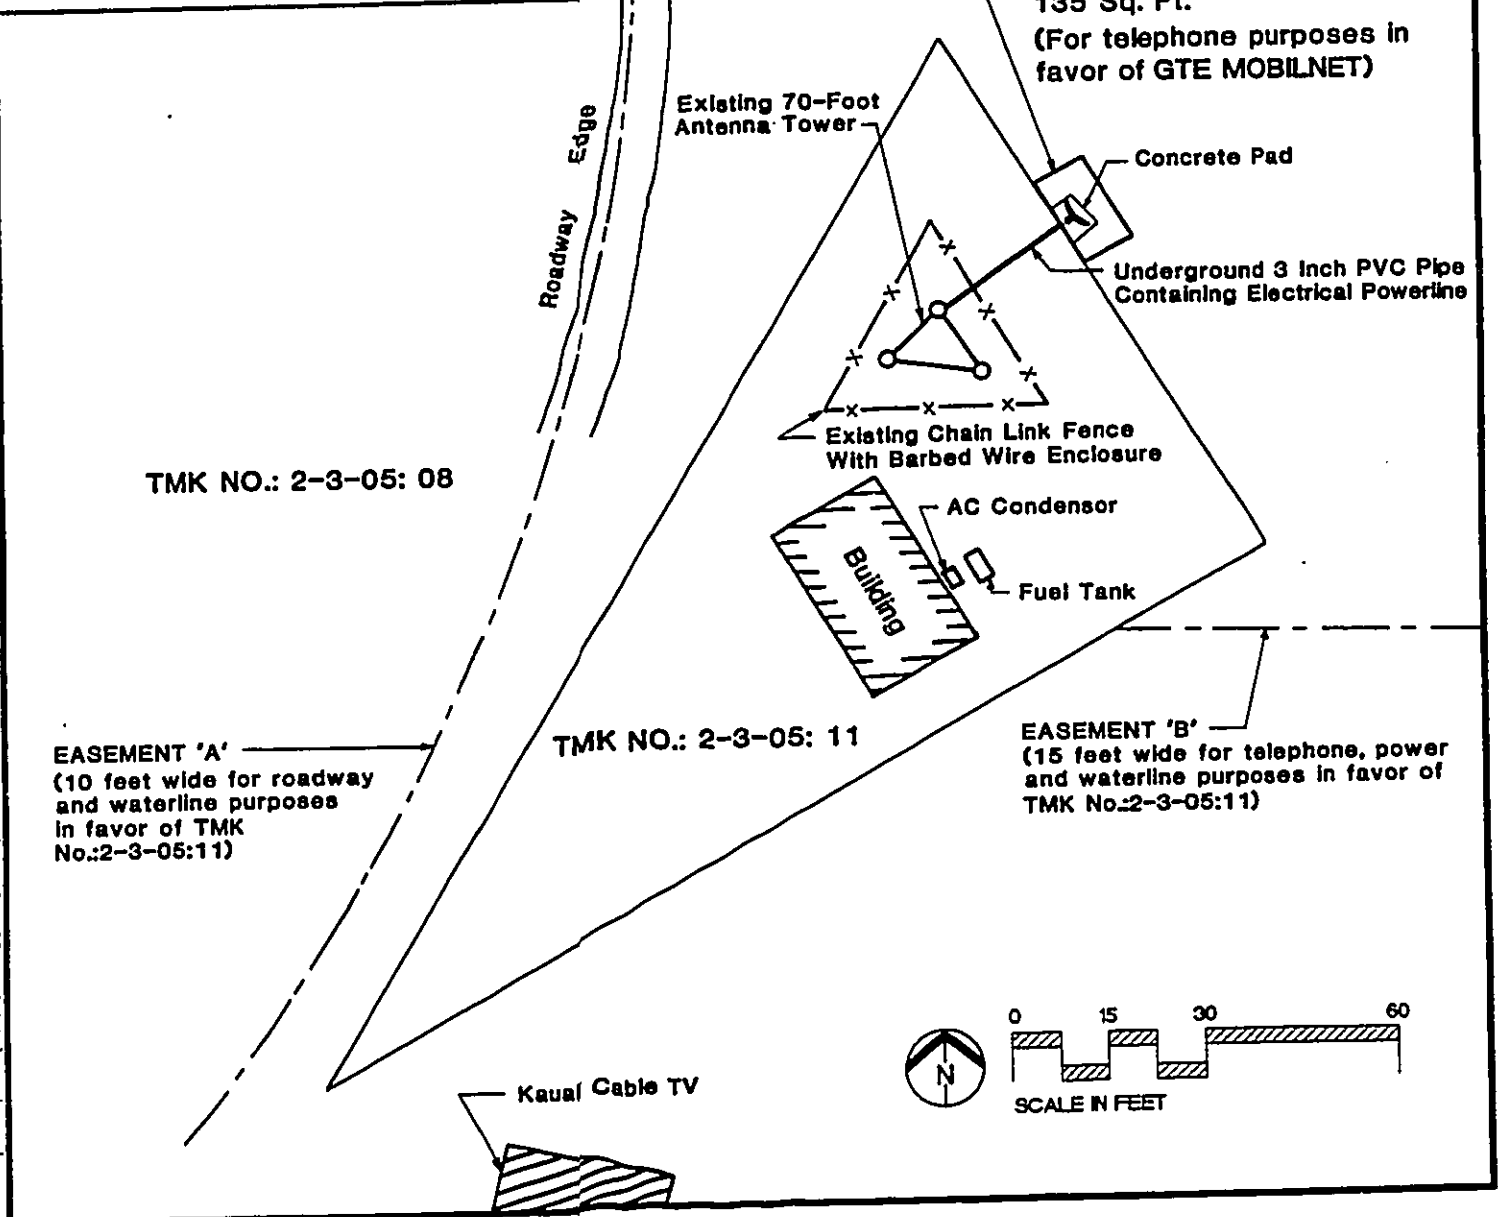 135 Sq. Ft.
(For telephone purposes in
favor of GTE MOBILNET)
Existing 70-Foot
Antenna Tower
Roadway Edge
Concrete Pad
Underground 3 Inch PVC Pipe
Containing Electrical Powerline
Existing Chain Link Fence
With Barbed Wire Enclosure
TMK NO.: 2-3-05: 08
AC Condensor
Building
Fuel Tank
TMK NO.: 2-3-05: 11
EASEMENT 'A'
(10 feet wide for roadway
and waterline purposes
in favor of TMK
No.:2-3-05:11)
EASEMENT 'B'
(15 feet wide for telephone, power
and waterline purposes in favor of
TMK No.:2-3-05:11)
0 15 30 60
N
SCALE IN FEET
Kauai Cable TV